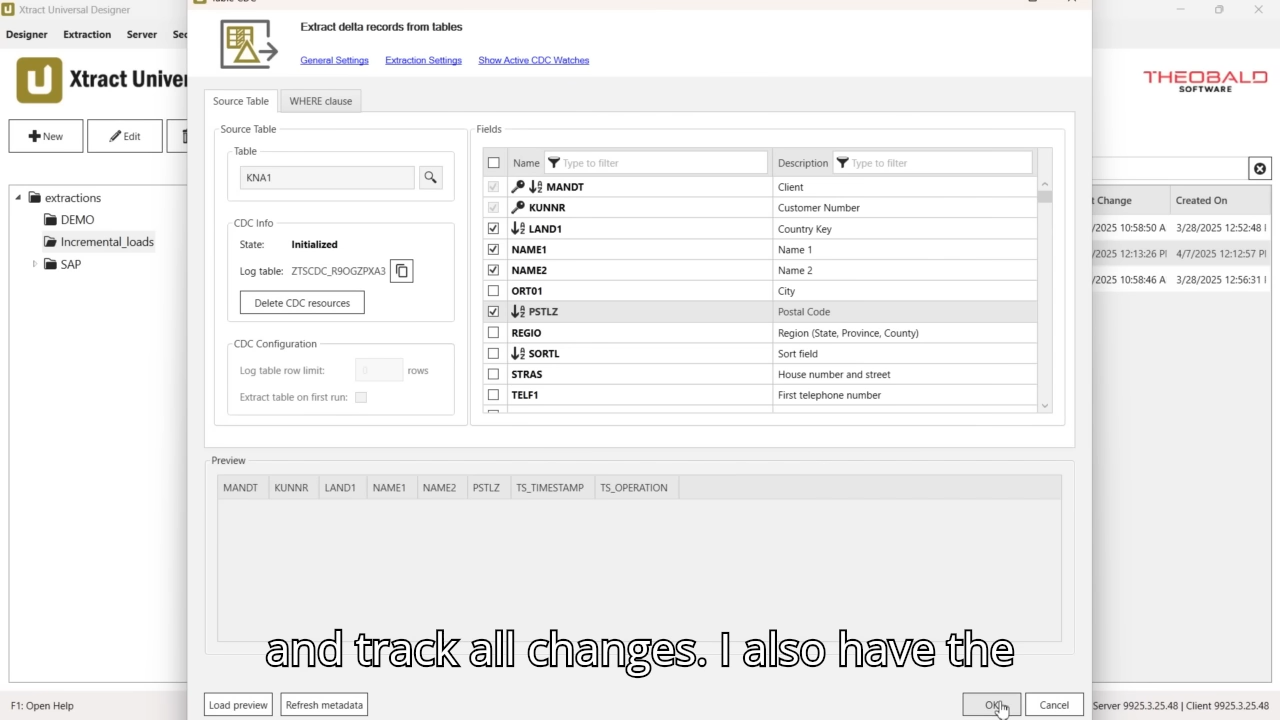 Xtract Universal Designer
Designer Extraction Server
Xtract Univer
New
Edit
extractions
DEMO
Incremental_loads
SAP
F1: Open Help
Extract delta records from tables
General Settings Extraction Settings Show Active CDC Watches
Source Table
WHERE clause
Source Table
Table
KNA1
CDC Info
State: Initialized
Log table: ZTSCDC_R9OGZPXA3
Delete CDC resources
CDC Configuration
Log table row limit: 0 rows
Extract table on first run:
Fields
Name Type to filter Description Type to filter
MANDT Client
KUNNR Customer Number
LAND1 Country Key
NAME1 Name 1
NAME2 Name 2
ORT01 City
PSTLZ Postal Code
REGIO Region (State, Province, County)
SORTL Sort field
STRAS House number and street
TELF1 First telephone number
Preview
MANDT KUNNR LAND1 NAME1 NAME2 PSTLZ TS_TIMESTAMP TS_OPERATION
and track all changes. I also have the
Load preview Refresh metadata OK Cancel
THEOBALD
SOFTWARE
t Change Created On
/2025 10:58:50 A 3/28/2025 12:52:48
/2025 12:13:26 PI 4/7/2025 12:12:57 PI
/2025 10:58:46 A 3/28/2025 12:56:31
Server 9925.3.25.48 | Client 9925.3.25.48